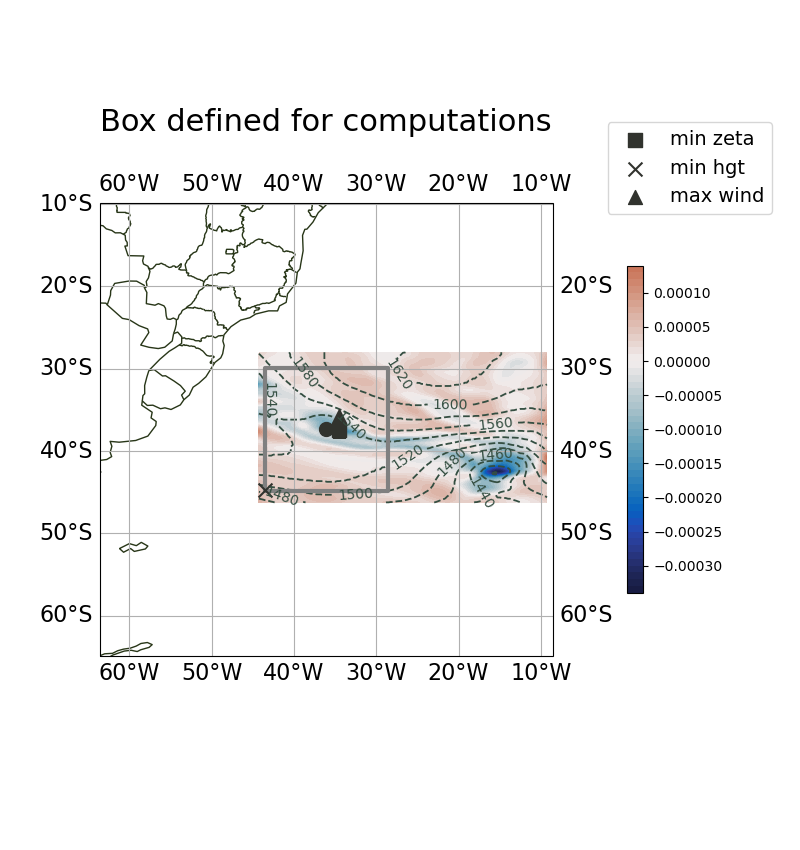 Box defined for computations
min zeta
min hgt
max wind
60°W 50°W 40°W 30°W 20°W 10°W
10°S
20°S 20°S
30°S 30°S
40°S 40°S
50°S 50°S
60°S 60°S
60°W 50°W 40°W 30°W 20°W 10°W
1580
1620
1540
1600
1540
1560
1520
1480
1460
1480
1500
1440
0.00010
0.00005
0.00000
−0.00005
−0.00010
−0.00015
−0.00020
−0.00025
−0.00030